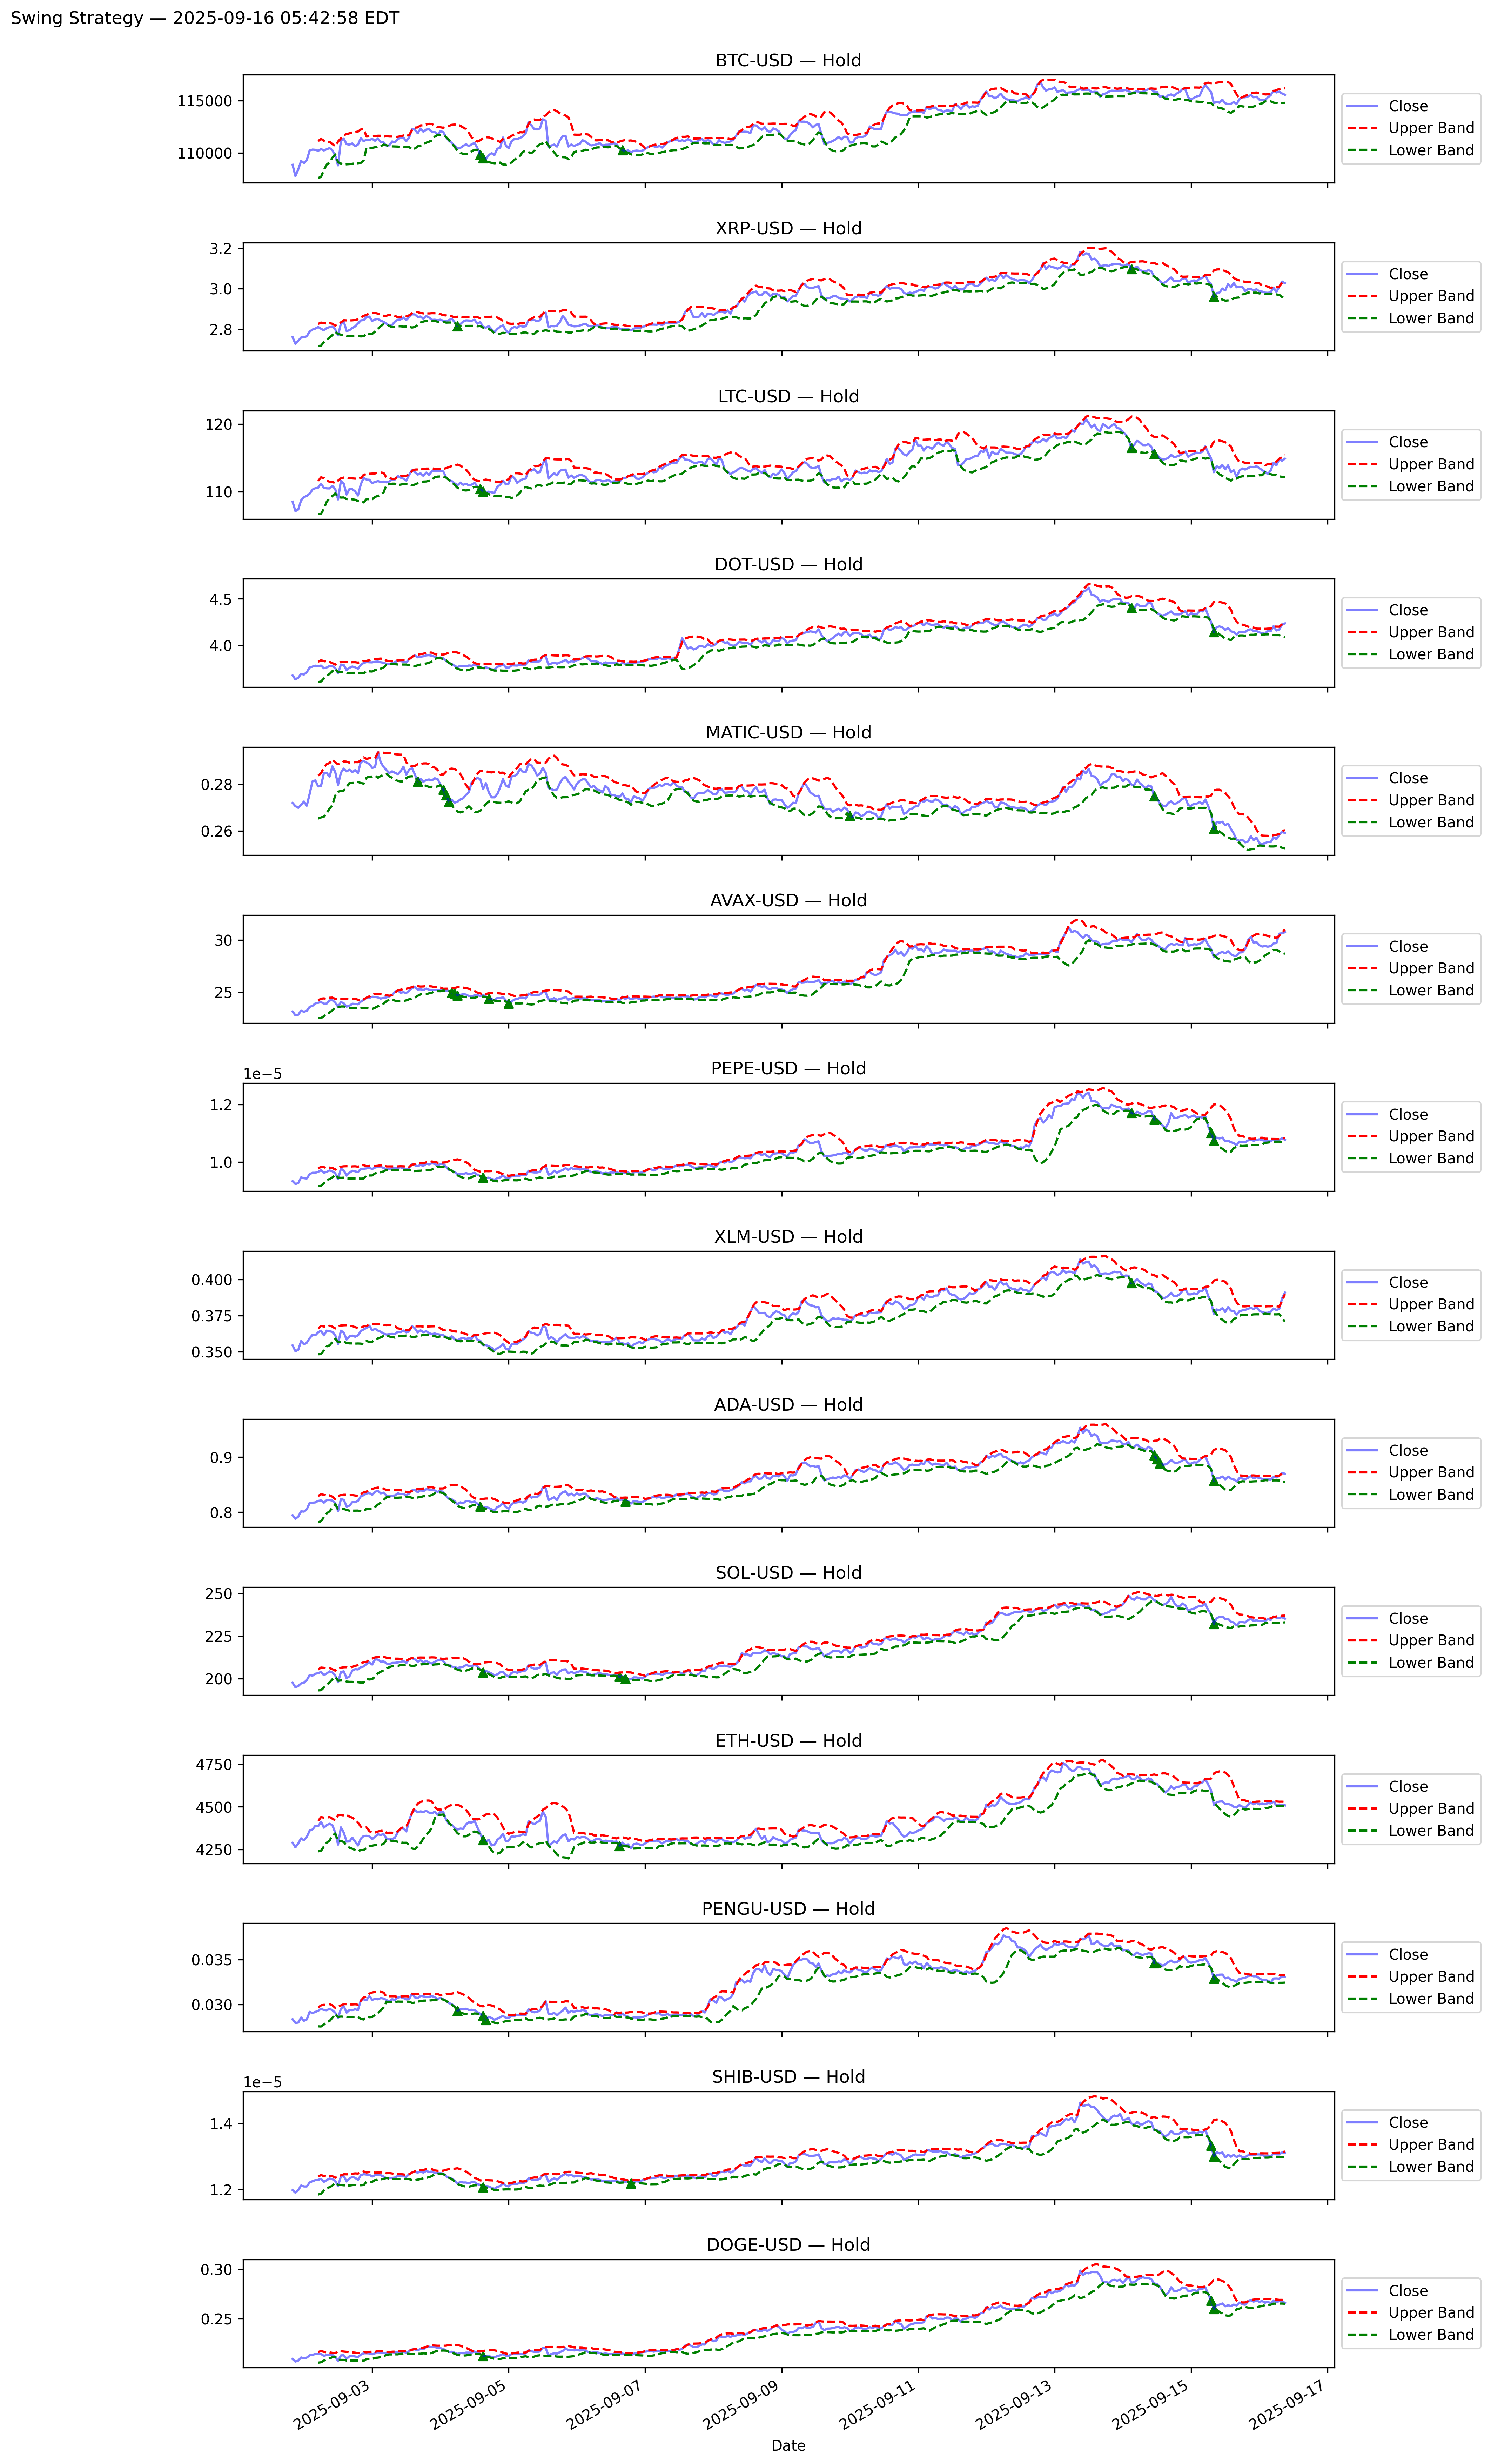 Swing Strategy — 2025-09-16 05:42:58 EDT
BTC-USD — Hold
115000
110000
Close
Upper Band
Lower Band
XRP-USD — Hold
3.2
3.0
2.8
Close
Upper Band
Lower Band
LTC-USD — Hold
120
110
Close
Upper Band
Lower Band
DOT-USD — Hold
4.5
4.0
Close
Upper Band
Lower Band
MATIC-USD — Hold
0.28
0.26
Close
Upper Band
Lower Band
AVAX-USD — Hold
30
25
Close
Upper Band
Lower Band
PEPE-USD — Hold
1e−5
1.2
1.0
Close
Upper Band
Lower Band
XLM-USD — Hold
0.400
0.375
0.350
Close
Upper Band
Lower Band
ADA-USD — Hold
0.9
0.8
Close
Upper Band
Lower Band
SOL-USD — Hold
250
225
200
Close
Upper Band
Lower Band
ETH-USD — Hold
4750
4500
4250
Close
Upper Band
Lower Band
PENGU-USD — Hold
0.035
0.030
Close
Upper Band
Lower Band
SHIB-USD — Hold
1e−5
1.4
1.2
Close
Upper Band
Lower Band
DOGE-USD — Hold
0.30
0.25
Close
Upper Band
Lower Band
2025-09-03
2025-09-05
2025-09-07
2025-09-09
2025-09-11
2025-09-13
2025-09-15
2025-09-17
Date